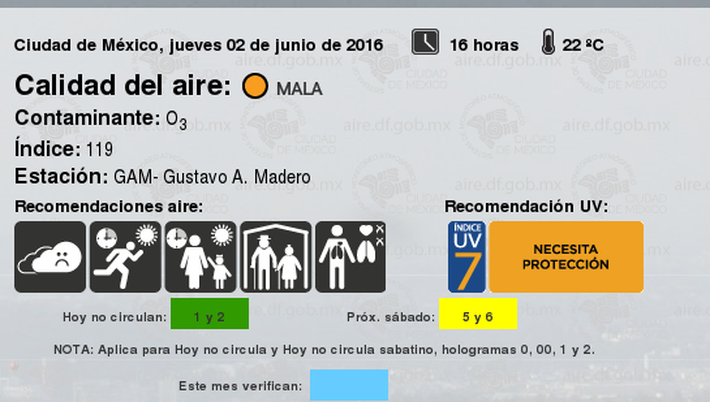 Ciudad de México, jueves 02 de junio de 2016 16 horas 22 ºC
Calidad del aire: MALA
Contaminante: O3
Índice: 119
Estación: GAM- Gustavo A. Madero
Recomendaciones aire: Recomendación UV:
ÍNDICE
UV
7
NECESITA
PROTECCIÓN
Hoy no circulan: 1 y 2 Próx. sábado: 5 y 6
NOTA: Aplica para Hoy no circula y Hoy no circula sabatino, hologramas 0, 00, 1 y 2.
Este mes verifican:
aire.df.gob.mx
CIUDAD
DE MÉXICO